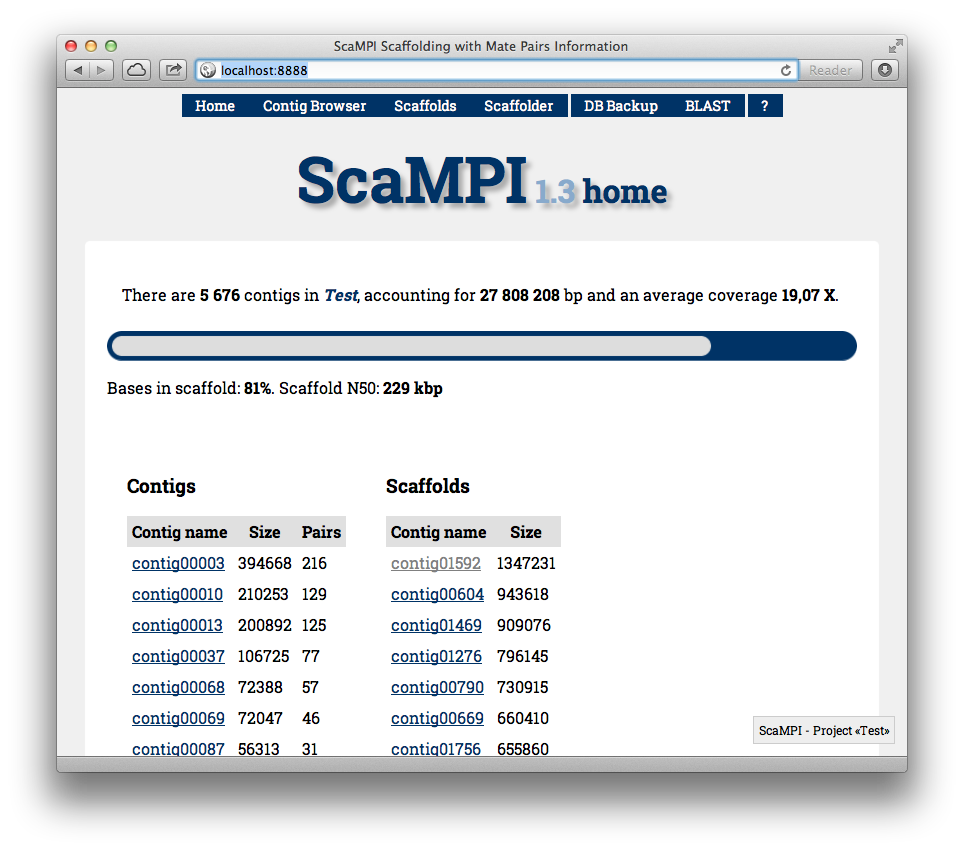 ScaMPI Scaffolding with Mate Pairs Information
localhost:8888 Reader
Home Contig Browser Scaffolds Scaffolder DB Backup BLAST ?
ScaMPI 1.3 home
There are 5 676 contigs in Test, accounting for 27 808 208 bp and an average coverage 19,07 X.
Bases in scaffold: 81%. Scaffold N50: 229 kbp
Contigs Scaffolds
Contig name Size Pairs Contig name Size
contig00003 394668 216 contig01592 1347231
contig00010 210253 129 contig00604 943618
contig00013 200892 125 contig01469 909076
contig00037 106725 77 contig01276 796145
contig00068 72388 57 contig00790 730915
contig00069 72047 46 contig00669 660410
ScaMPI - Project «Test»
contig00087 56313 31 contig01756 655860